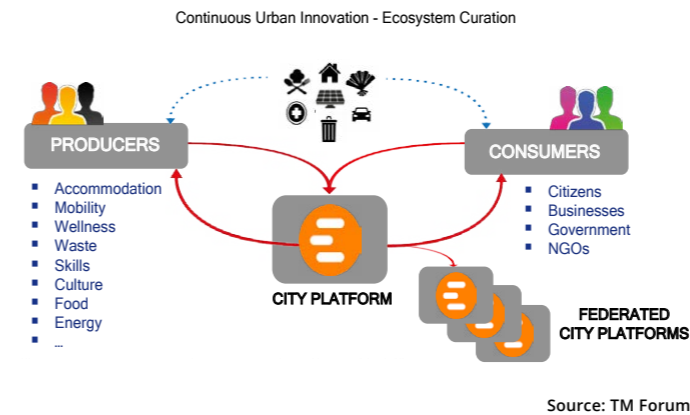 Continuous Urban Innovation - Ecosystem Curation
PRODUCERS
Accommodation
Mobility
Wellness
Waste
Skills
Culture
Food
Energy
...
CONSUMERS
Citizens
Businesses
Government
NGOs
CITY PLATFORM
FEDERATED
CITY PLATFORMS
Source: TM Forum